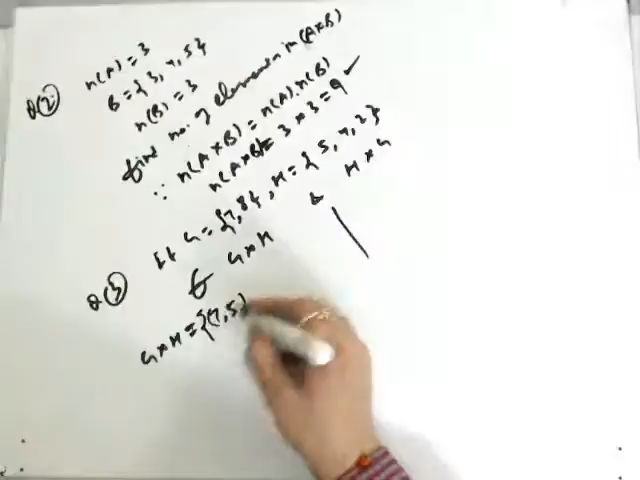 Q(2) n(A) = 3
B = {3, 4, 5}
n(B) = 3
find no. of elements in (A×B)
∵ n(A×B) = n(A).n(B)
n(A×B) = 3 × 3 = 9 ✓
Q(3) If G = {7, 8}, H = {5, 4, 2}
G×H & H×G
G×H = {(7,5)